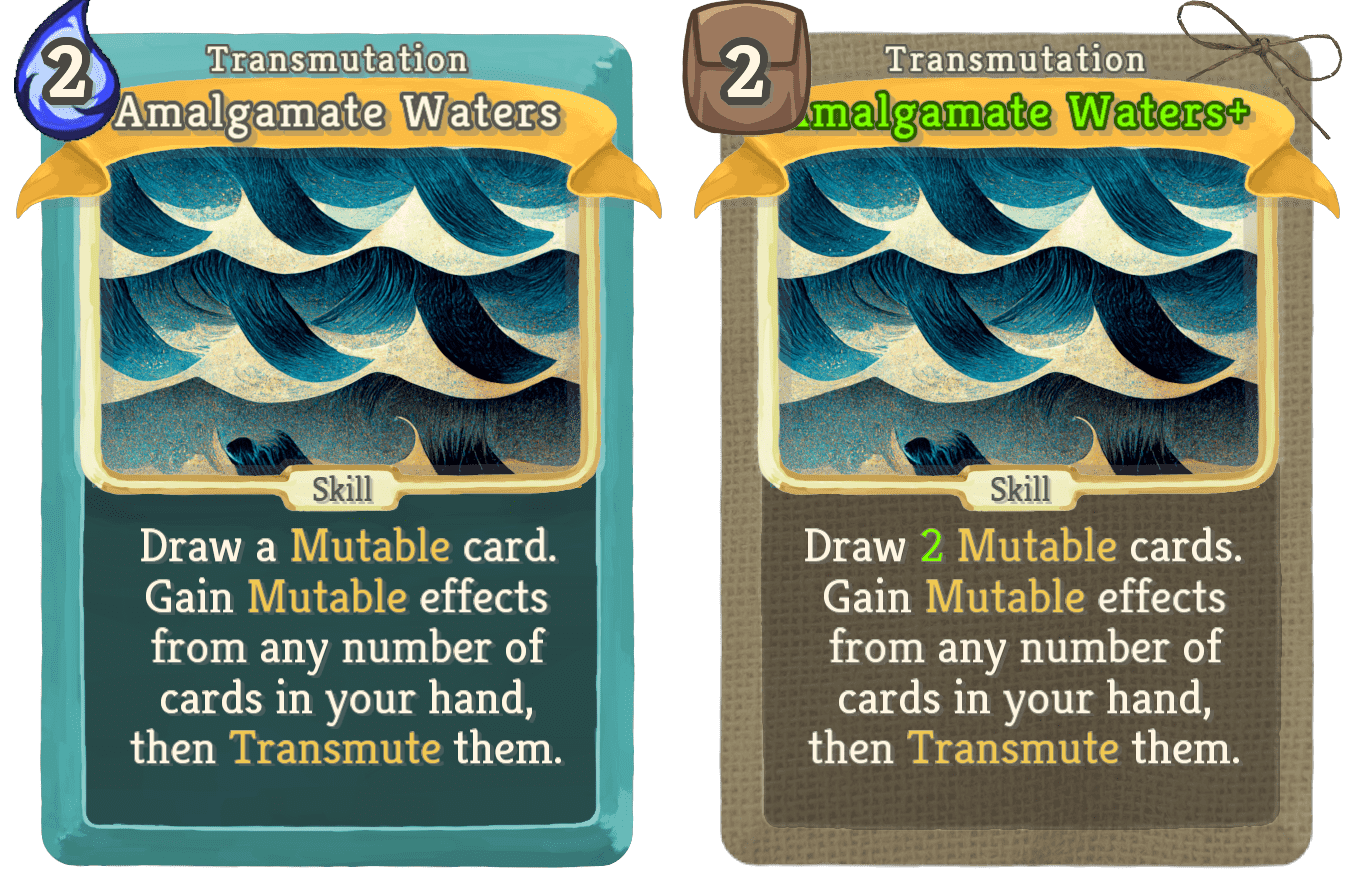 2
Transmutation
Amalgamate Waters
Skill
Draw a Mutable card.
Gain Mutable effects
from any number of
cards in your hand,
then Transmute them.
2
Transmutation
Amalgamate Waters+
Skill
Draw 2 Mutable cards.
Gain Mutable effects
from any number of
cards in your hand,
then Transmute them.